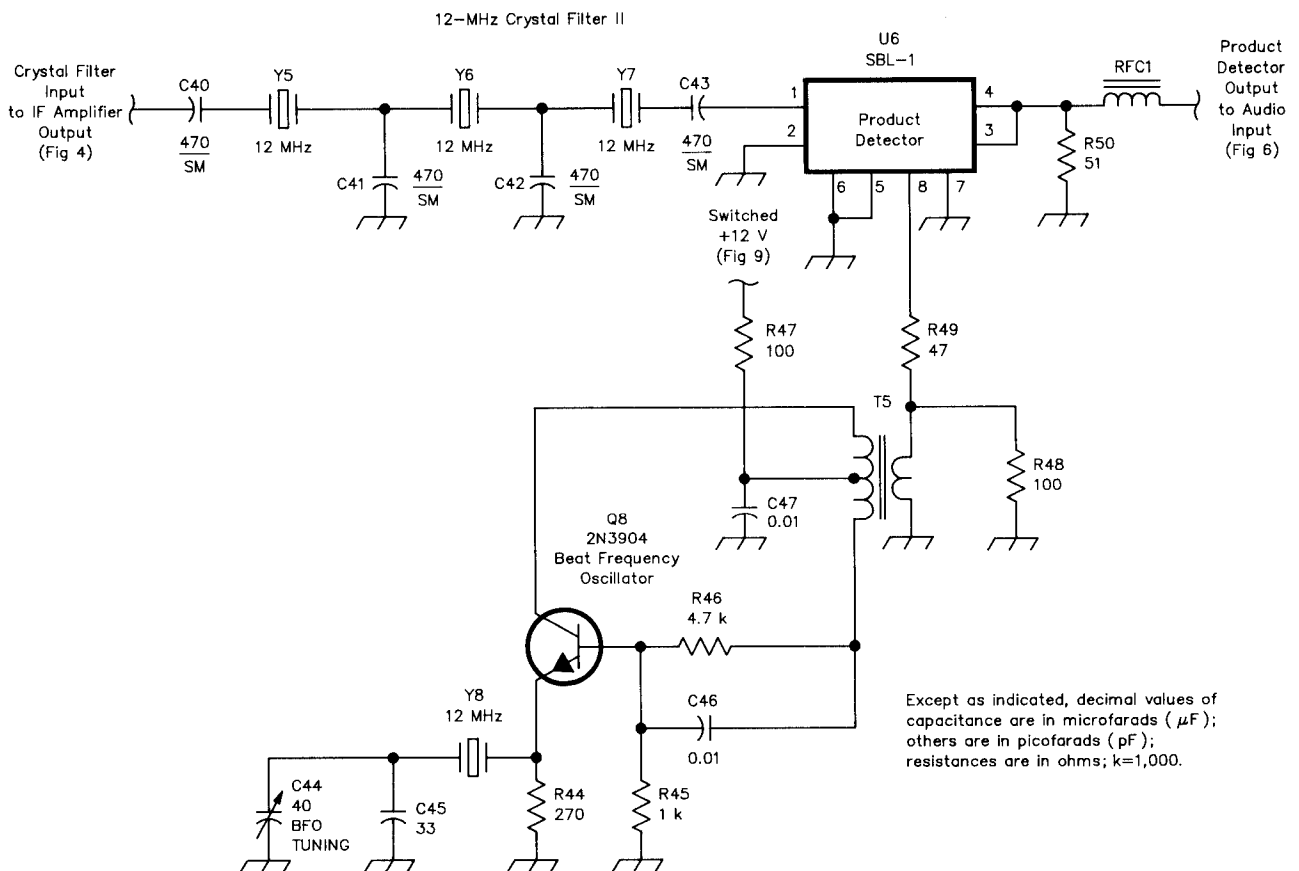 12-MHz Crystal Filter II
Crystal Filter
Input
to IF Amplifier
Output
(Fig 4)
C40
470
SM
Y5
12 MHz
C41
470
SM
Y6
12 MHz
C42
470
SM
Y7
12 MHz
C43
470
SM
U6
SBL-1
1
2
Product
Detector
4
3
6
5
8
7
RFC1
R50
51
Product
Detector
Output
to Audio
Input
(Fig 6)
Switched
+12 V
(Fig 9)
R47
100
R49
47
T5
R48
100
C47
0.01
Q8
2N3904
Beat Frequency
Oscillator
R46
4.7 k
C46
0.01
Y8
12 MHz
C44
40
BFO
TUNING
C45
33
R44
270
R45
1 k
Except as indicated, decimal values of
capacitance are in microfarads ( μF);
others are in picofarads ( pF);
resistances are in ohms; k=1,000.